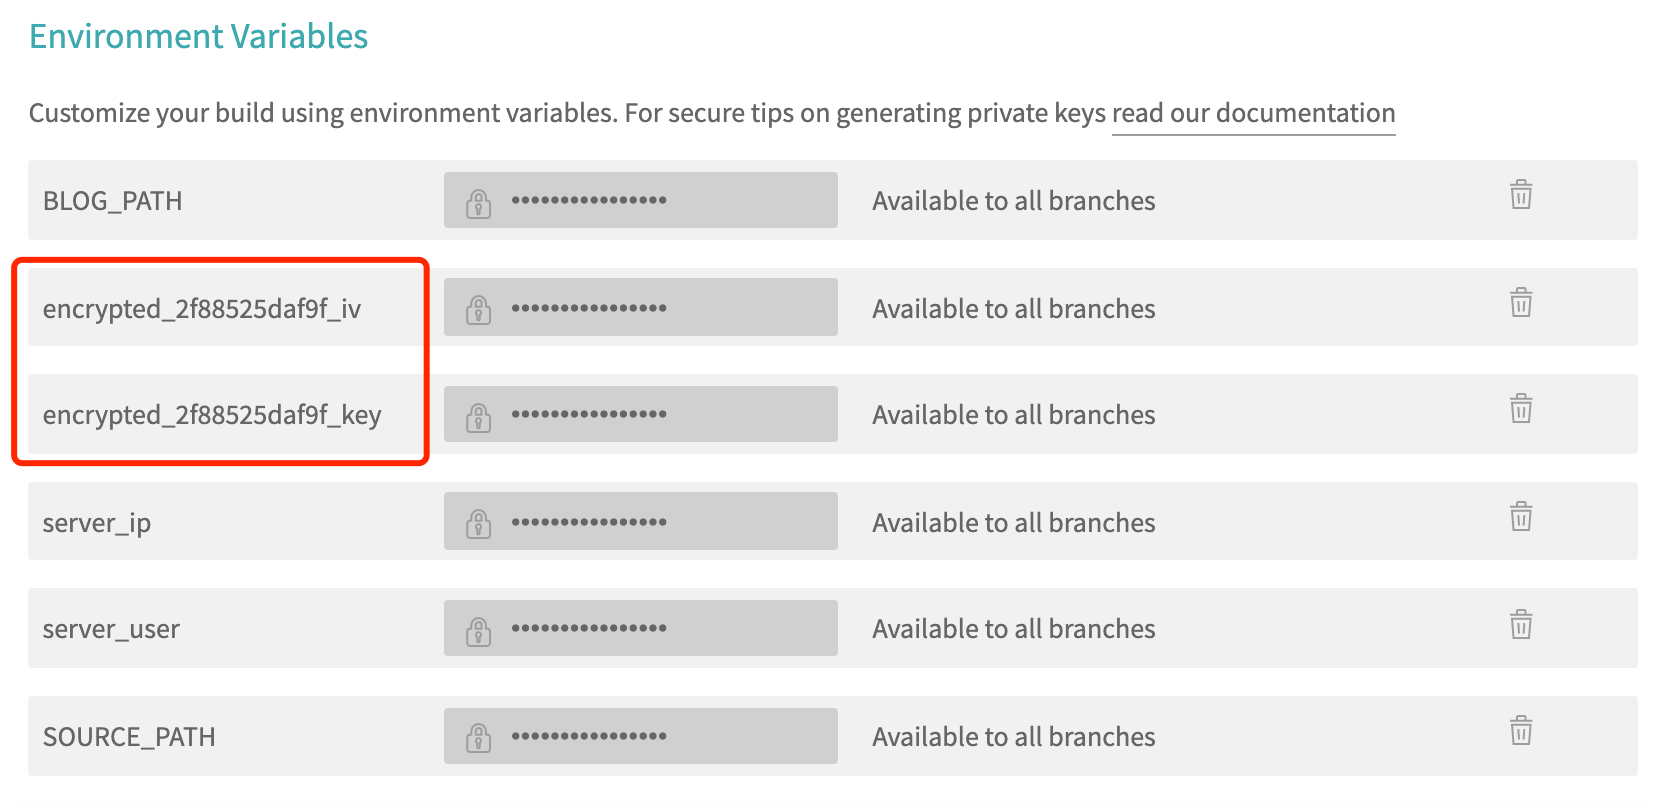 Environment Variables
Customize your build using environment variables. For secure tips on generating private keys read our documentation
BLOG_PATH •••••••••••••••• Available to all branches
encrypted_2f88525daf9f_iv •••••••••••••••• Available to all branches
encrypted_2f88525daf9f_key •••••••••••••••• Available to all branches
server_ip •••••••••••••••• Available to all branches
server_user •••••••••••••••• Available to all branches
SOURCE_PATH •••••••••••••••• Available to all branches